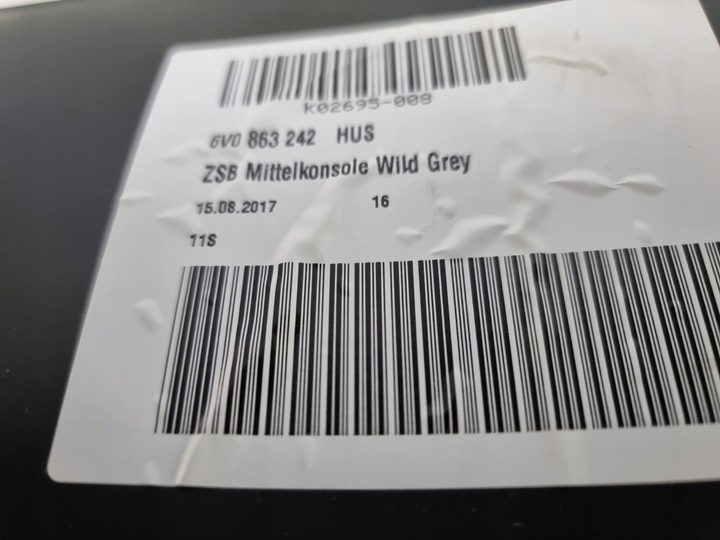 K02695-008
6V0 863 242 HUS
ZSB Mittelkonsole Wild Grey
15.08.2017 16
11S